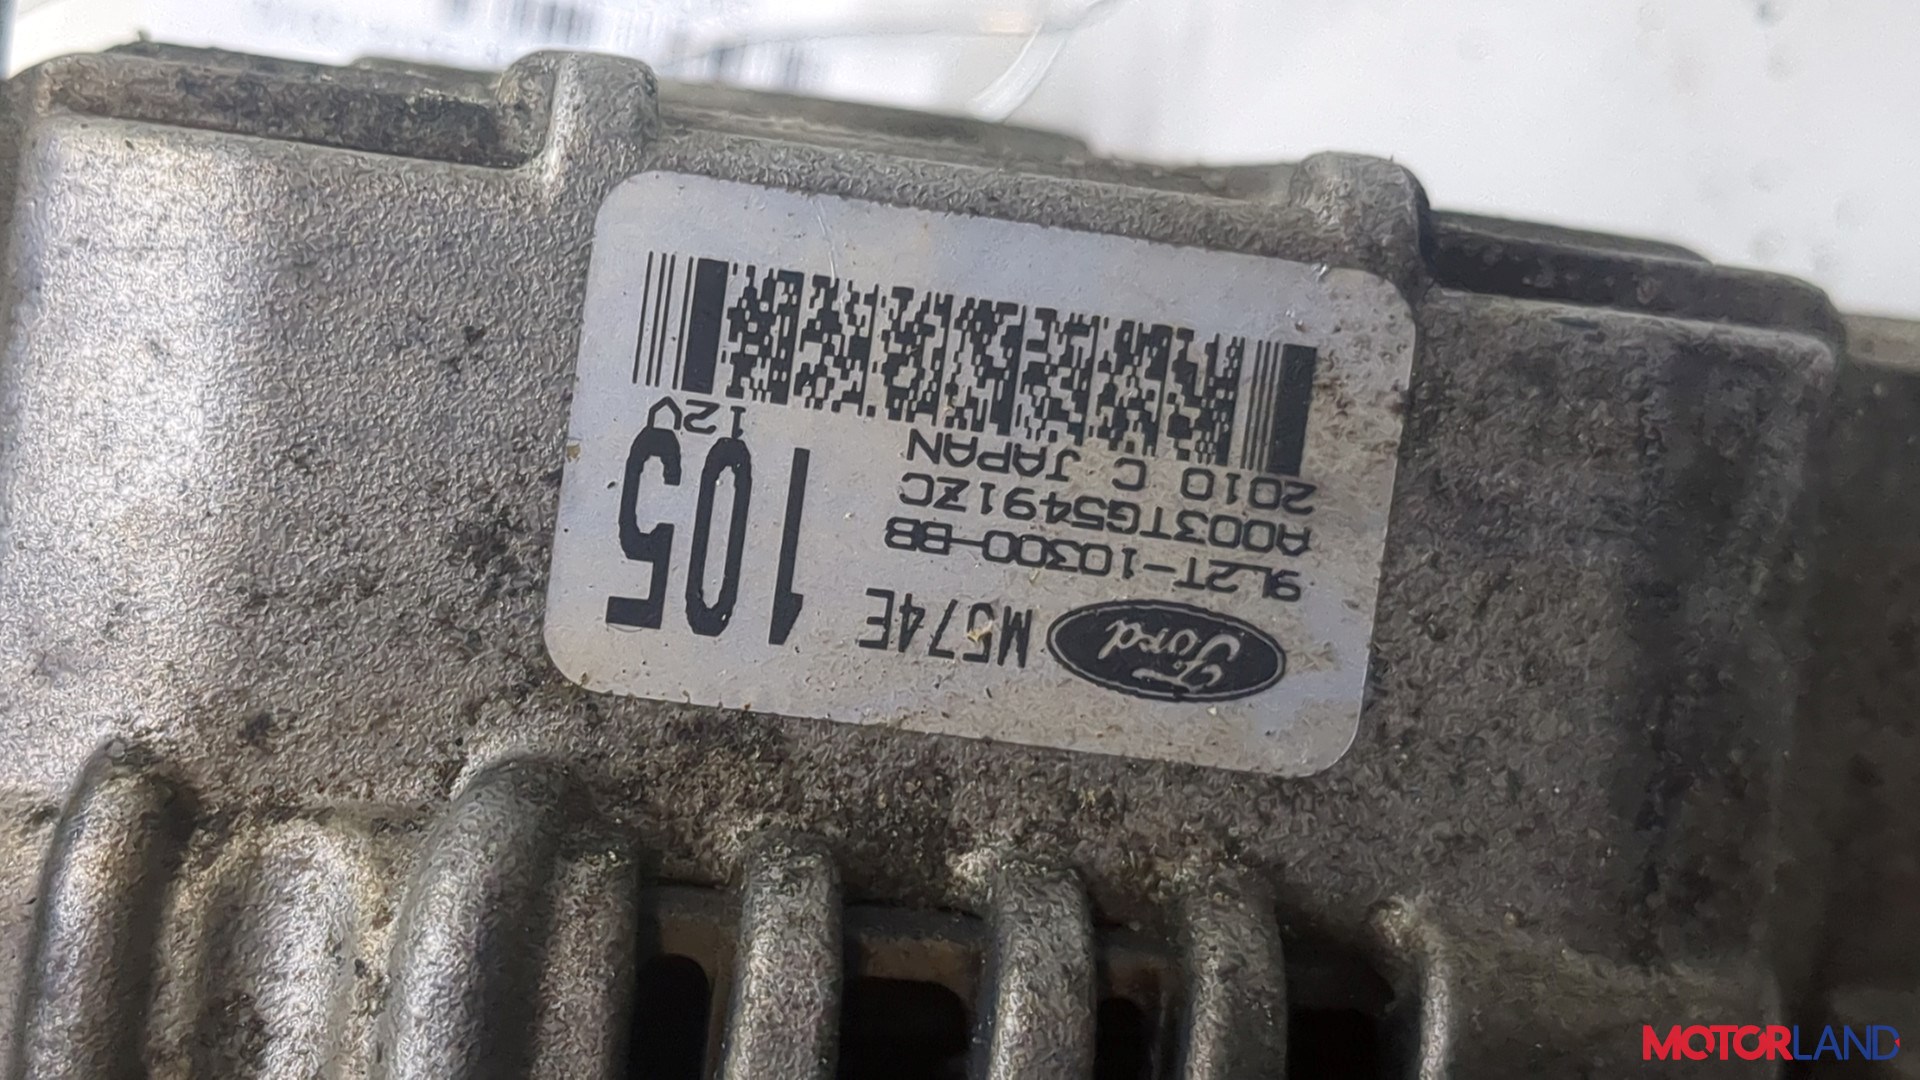 Ford M574E 105
9L2T-10300-BB
A003TG5491ZC
2010 C JAPAN 12V
MOTORLAND